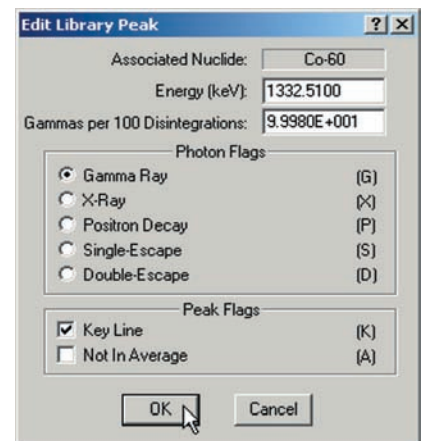 Edit Library Peak
Associated Nuclide: Co-60
Energy (keV): 1332.5100
Gammas per 100 Disintegrations: 9.9980E+001
Photon Flags
Gamma Ray (G)
X-Ray (X)
Positron Decay (P)
Single-Escape (S)
Double-Escape (D)
Peak Flags
Key Line (K)
Not In Average (A)
OK Cancel